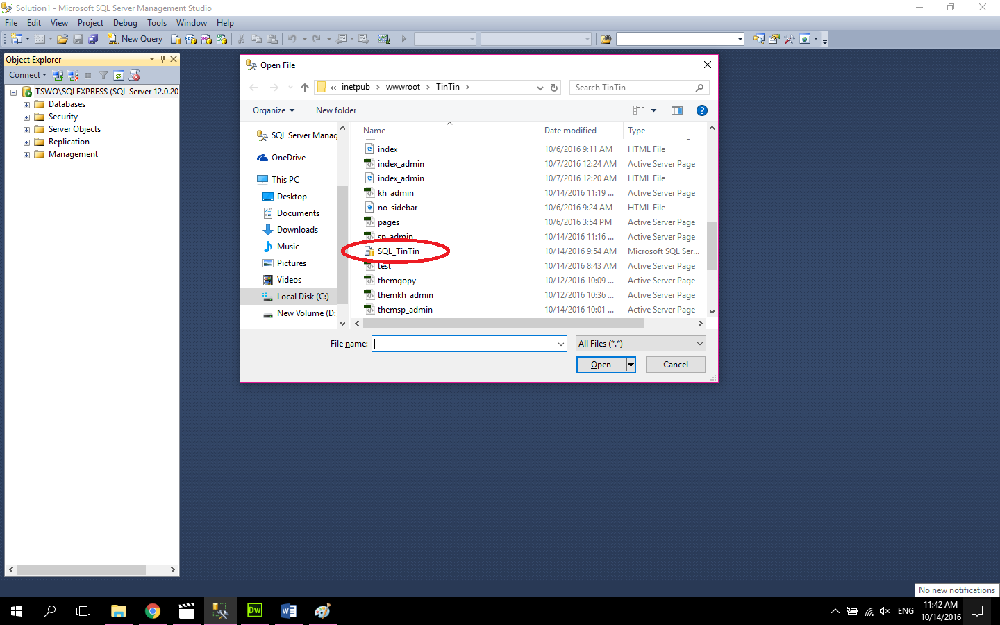 Solution1 - Microsoft SQL Server Management Studio
File Edit View Project Debug Tools Window Help
New Query
Object Explorer
Connect
TSWO\SQLEXPRESS (SQL Server 12.0.20
Databases
Security
Server Objects
Replication
Management
Open File
« inetpub > wwwroot > TinTin >
Search TinTin
Organize New folder
SQL Server Manag
OneDrive
This PC
Desktop
Documents
Downloads
Music
Pictures
Videos
Local Disk (C:)
New Volume (D:
Name Date modified Type
index 10/6/2016 9:11 AM HTML File
index_admin 10/7/2016 12:24 AM Active Server Page
index_admin 10/7/2016 12:20 AM HTML File
kh_admin 10/14/2016 11:19 ... Active Server Page
no-sidebar 10/6/2016 9:24 AM HTML File
pages 10/6/2016 3:54 PM Active Server Page
sp_admin 10/14/2016 11:16 ... Active Server Page
SQL_TinTin 10/14/2016 9:54 AM Microsoft SQL Ser...
test 10/14/2016 8:43 AM Active Server Page
themgopy 10/12/2016 10:09 ... Active Server Page
themkh_admin 10/12/2016 10:36 ... Active Server Page
themsp_admin 10/14/2016 10:01 ... Active Server Page
File name:
All Files (*.*)
Open Cancel
No new notifications
Dw
ENG
11:42 AM
10/14/2016